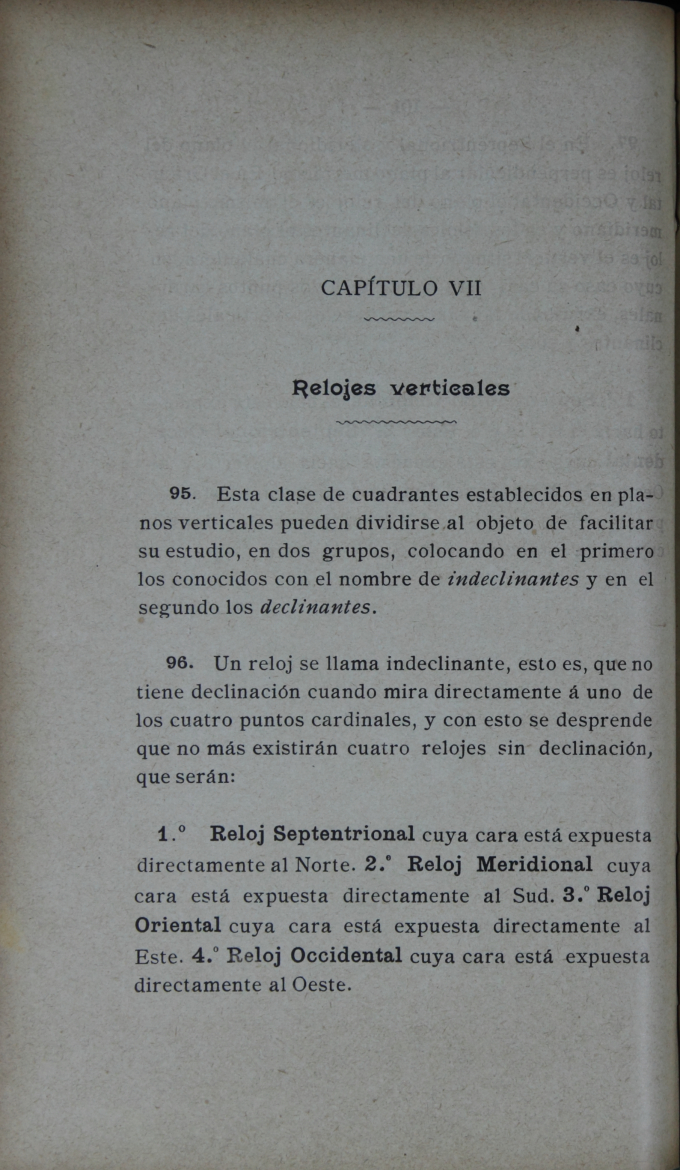 CAPÍTULO VII
Relojes verticales
95. Esta clase de cuadrantes establecidos en pla-
nos verticales pueden dividirse al objeto de facilitar
su estudio, en dos grupos, colocando en el primero
los conocidos con el nombre de indeclinantes y en el
segundo los declinantes.
96. Un reloj se llama indeclinante, esto es, que no
tiene declinación cuando mira directamente á uno de
los cuatro puntos cardinales, y con esto se desprende
que no más existirán cuatro relojes sin declinación,
que serán:
1.º Reloj Septentrional cuya cara está expuesta
directamente al Norte. 2.º Reloj Meridional cuya
cara está expuesta directamente al Sud. 3.º Reloj
Oriental cuya cara está expuesta directamente al
Este. 4.º Reloj Occidental cuya cara está expuesta
directamente al Oeste.